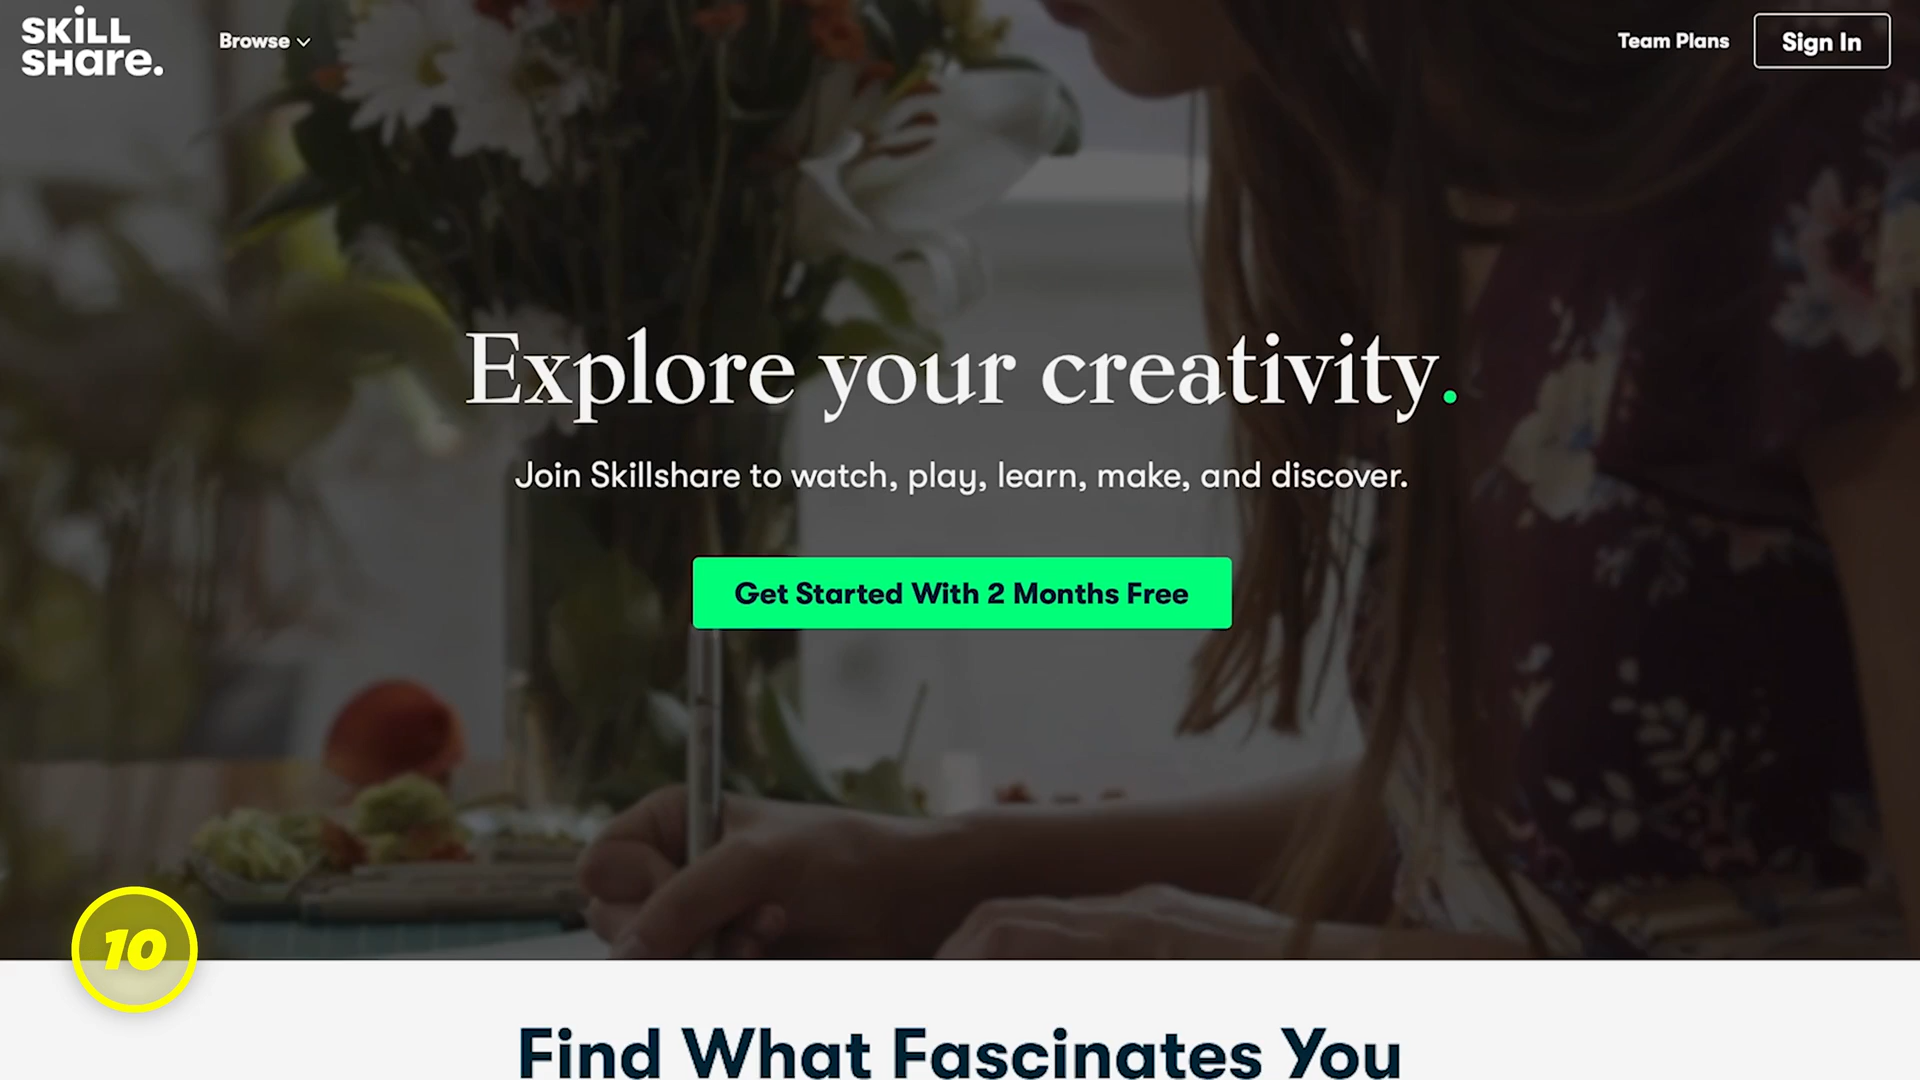 SKiLL
SHare.
Browse
Team Plans
Sign In
Explore your creativity.
Join Skillshare to watch, play, learn, make, and discover.
Get Started With 2 Months Free
10
Find What Fascinates You